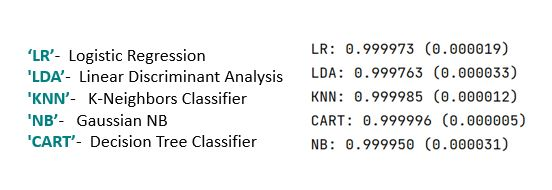 ‘LR’- Logistic Regression
'LDA’- Linear Discriminant Analysis
'KNN’- K-Neighbors Classifier
'NB’- Gaussian NB
'CART’- Decision Tree Classifier
LR: 0.999973 (0.000019)
LDA: 0.999763 (0.000033)
KNN: 0.999985 (0.000012)
CART: 0.999996 (0.000005)
NB: 0.999950 (0.000031)